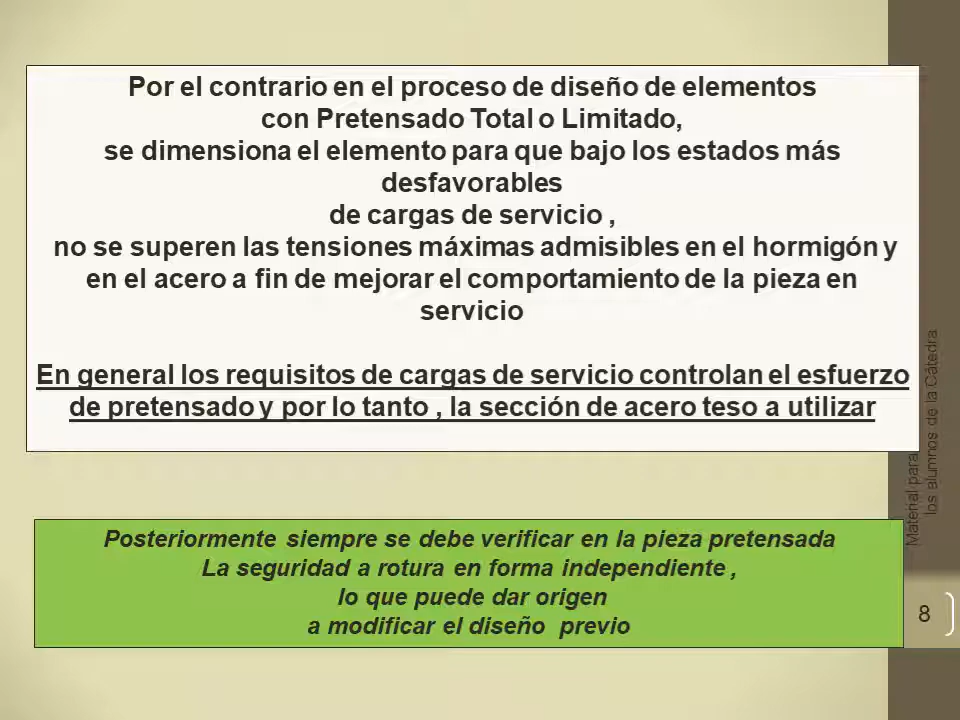 Por el contrario en el proceso de diseño de elementos
con Pretensado Total o Limitado,
se dimensiona el elemento para que bajo los estados más
desfavorables
de cargas de servicio ,
no se superen las tensiones máximas admisibles en el hormigón y
en el acero a fin de mejorar el comportamiento de la pieza en
servicio
En general los requisitos de cargas de servicio controlan el esfuerzo
de pretensado y por lo tanto , la sección de acero teso a utilizar
Posteriormente siempre se debe verificar en la pieza pretensada
La seguridad a rotura en forma independiente ,
lo que puede dar origen
a modificar el diseño previo
Material para
los alumnos de la Cátedra
8